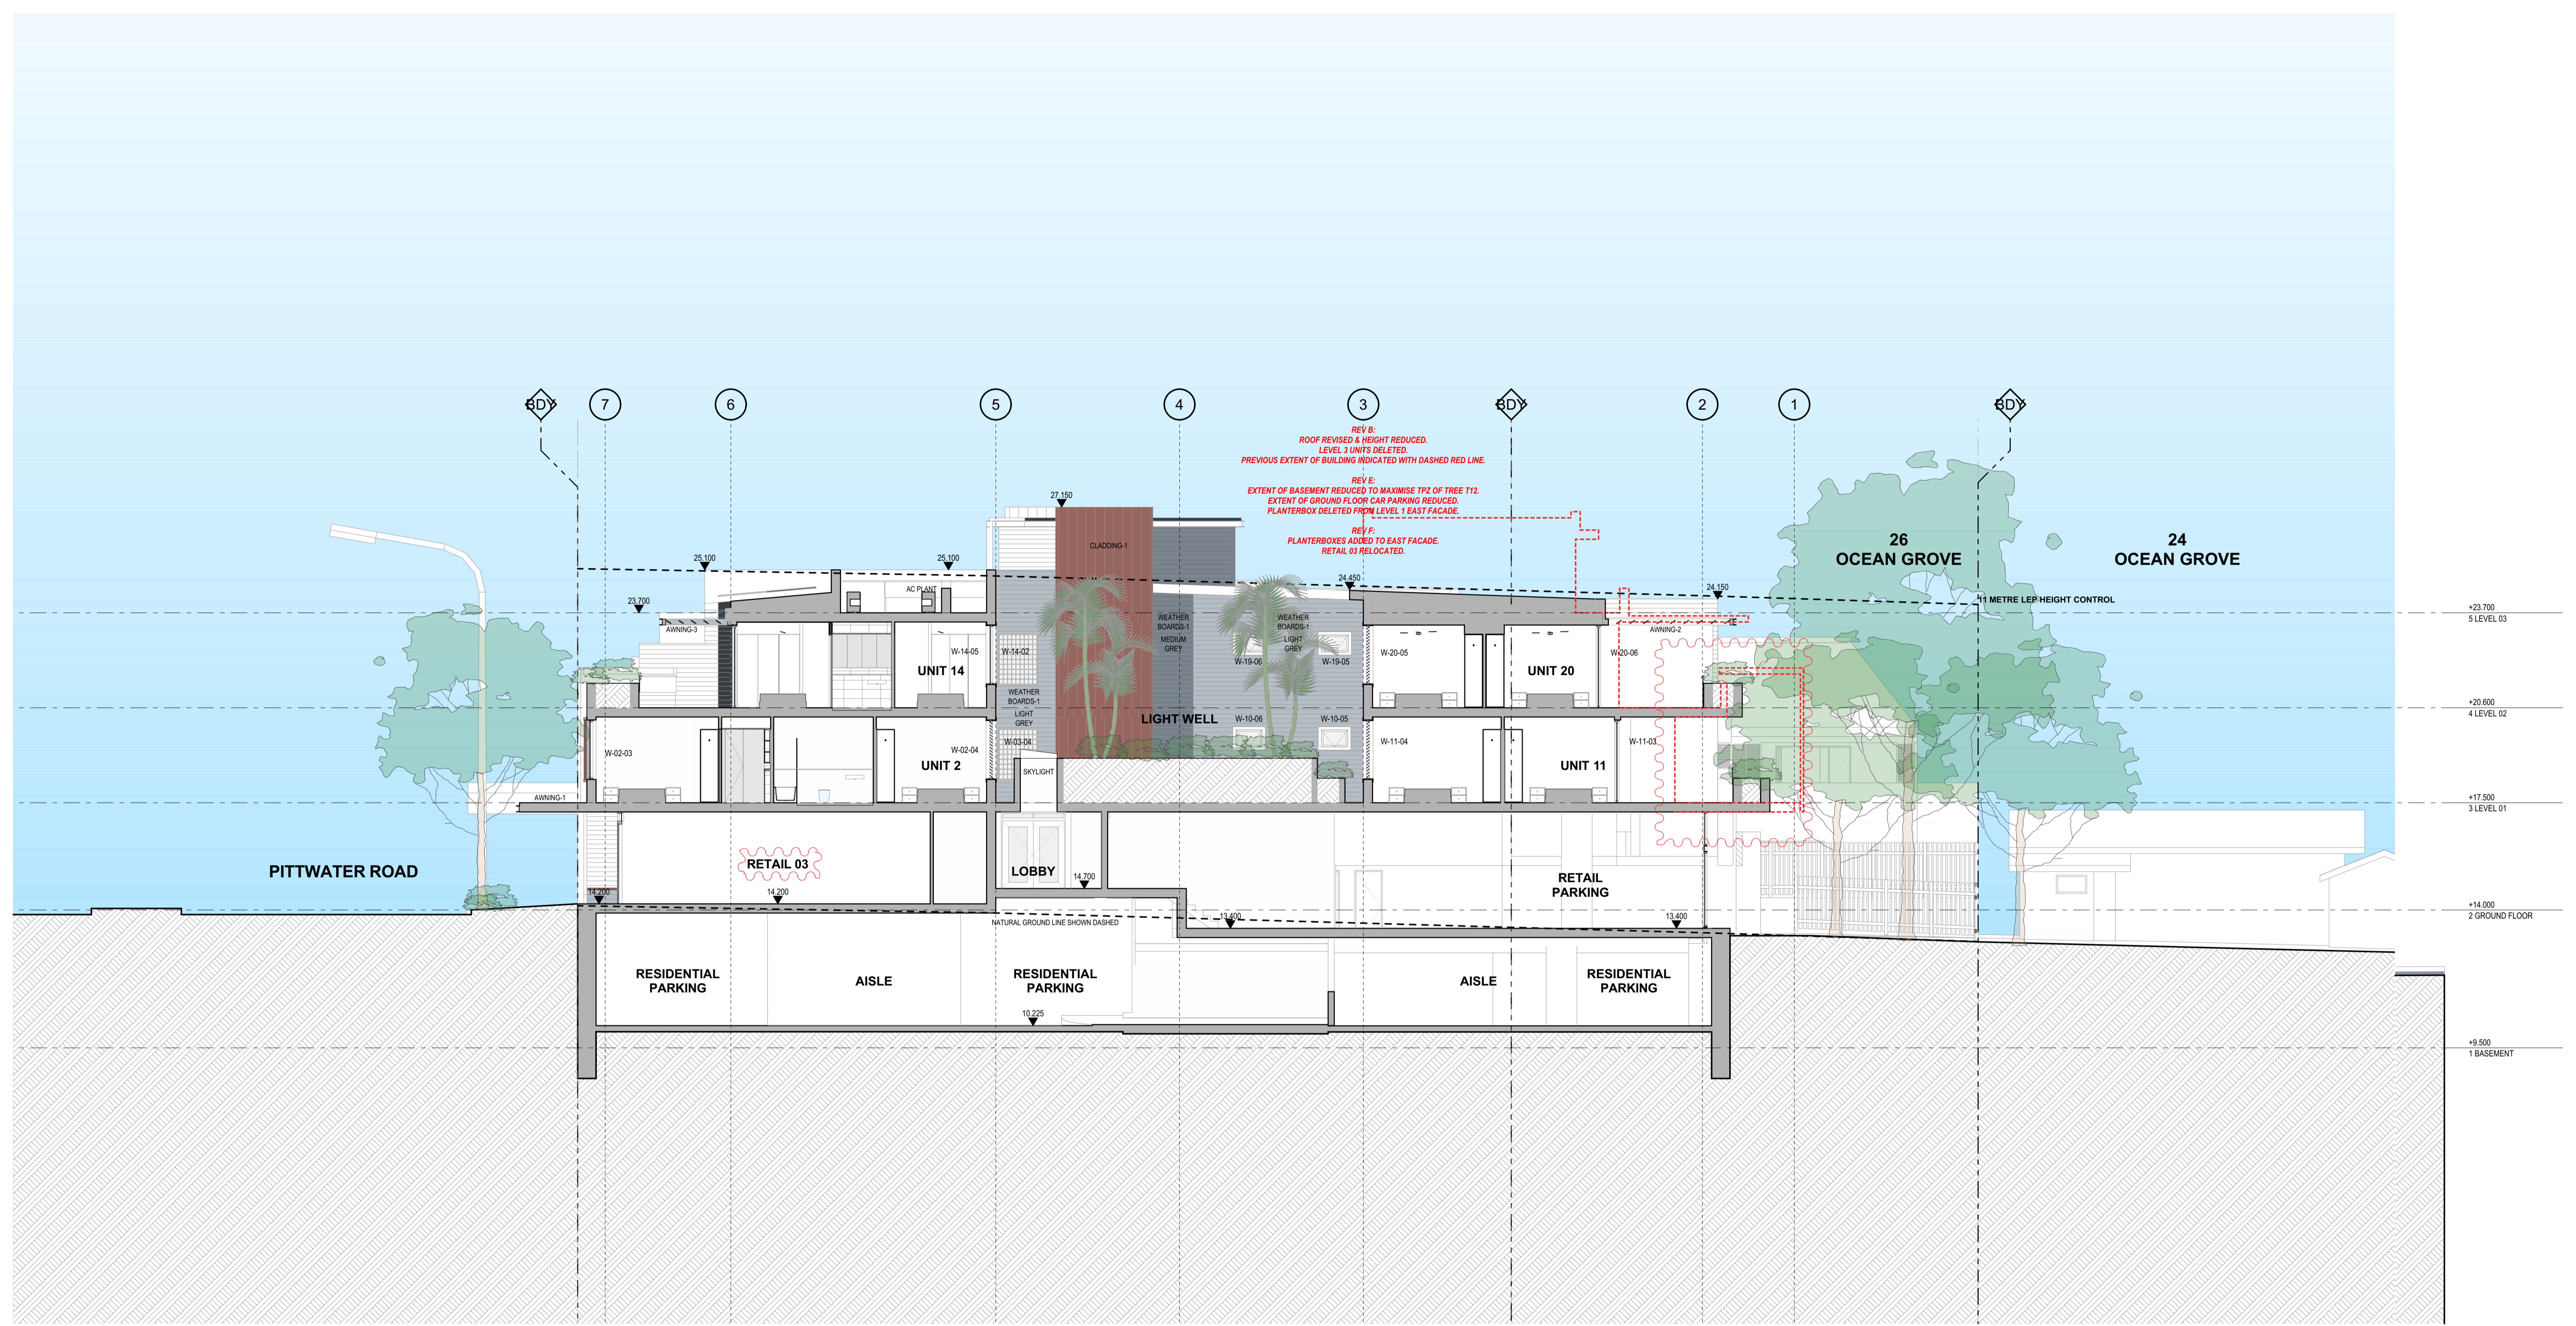 BDY
7
6
5
4
3
BDY
2
1
BDY
REV B:
ROOF REVISED & HEIGHT REDUCED.
LEVEL 3 UNITS DELETED.
PREVIOUS EXTENT OF BUILDING INDICATED WITH DASHED RED LINE.
REV E:
EXTENT OF BASEMENT REDUCED TO MAXIMISE TPZ OF TREE T12.
EXTENT OF GROUND FLOOR CAR PARKING REDUCED.
PLANTERBOX DELETED FROM LEVEL 1 EAST FACADE.
REV F:
PLANTERBOXES ADDED TO EAST FACADE.
RETAIL 03 RELOCATED.
27.150
CLADDING-1
26
OCEAN GROVE
24
OCEAN GROVE
25.100
25.100
24.450
24.150
AC PLANT
23.700
11 METRE LEP HEIGHT CONTROL
+23.700
5 LEVEL 03
AWNING-3
WEATHER
BOARDS-1
MEDIUM
GREY
WEATHER
BOARDS-1
LIGHT
GREY
AWNING-2
W-14-05
W-14-02
W-19-06
W-19-05
W-20-05
W-20-06
UNIT 14
UNIT 20
WEATHER
BOARDS-1
LIGHT
GREY
+20.600
4 LEVEL 02
LIGHT WELL
W-10-06
W-10-05
W-02-03
W-02-04
W-03-04
W-11-04
W-11-03
UNIT 2
SKYLIGHT
UNIT 11
AWNING-1
+17.500
3 LEVEL 01
PITTWATER ROAD
RETAIL 03
LOBBY
14.700
RETAIL
PARKING
14.200
14.200
+14.000
2 GROUND FLOOR
NATURAL GROUND LINE SHOWN DASHED
13.400
13.400
RESIDENTIAL
PARKING
AISLE
RESIDENTIAL
PARKING
AISLE
RESIDENTIAL
PARKING
10.225
+9.500
1 BASEMENT